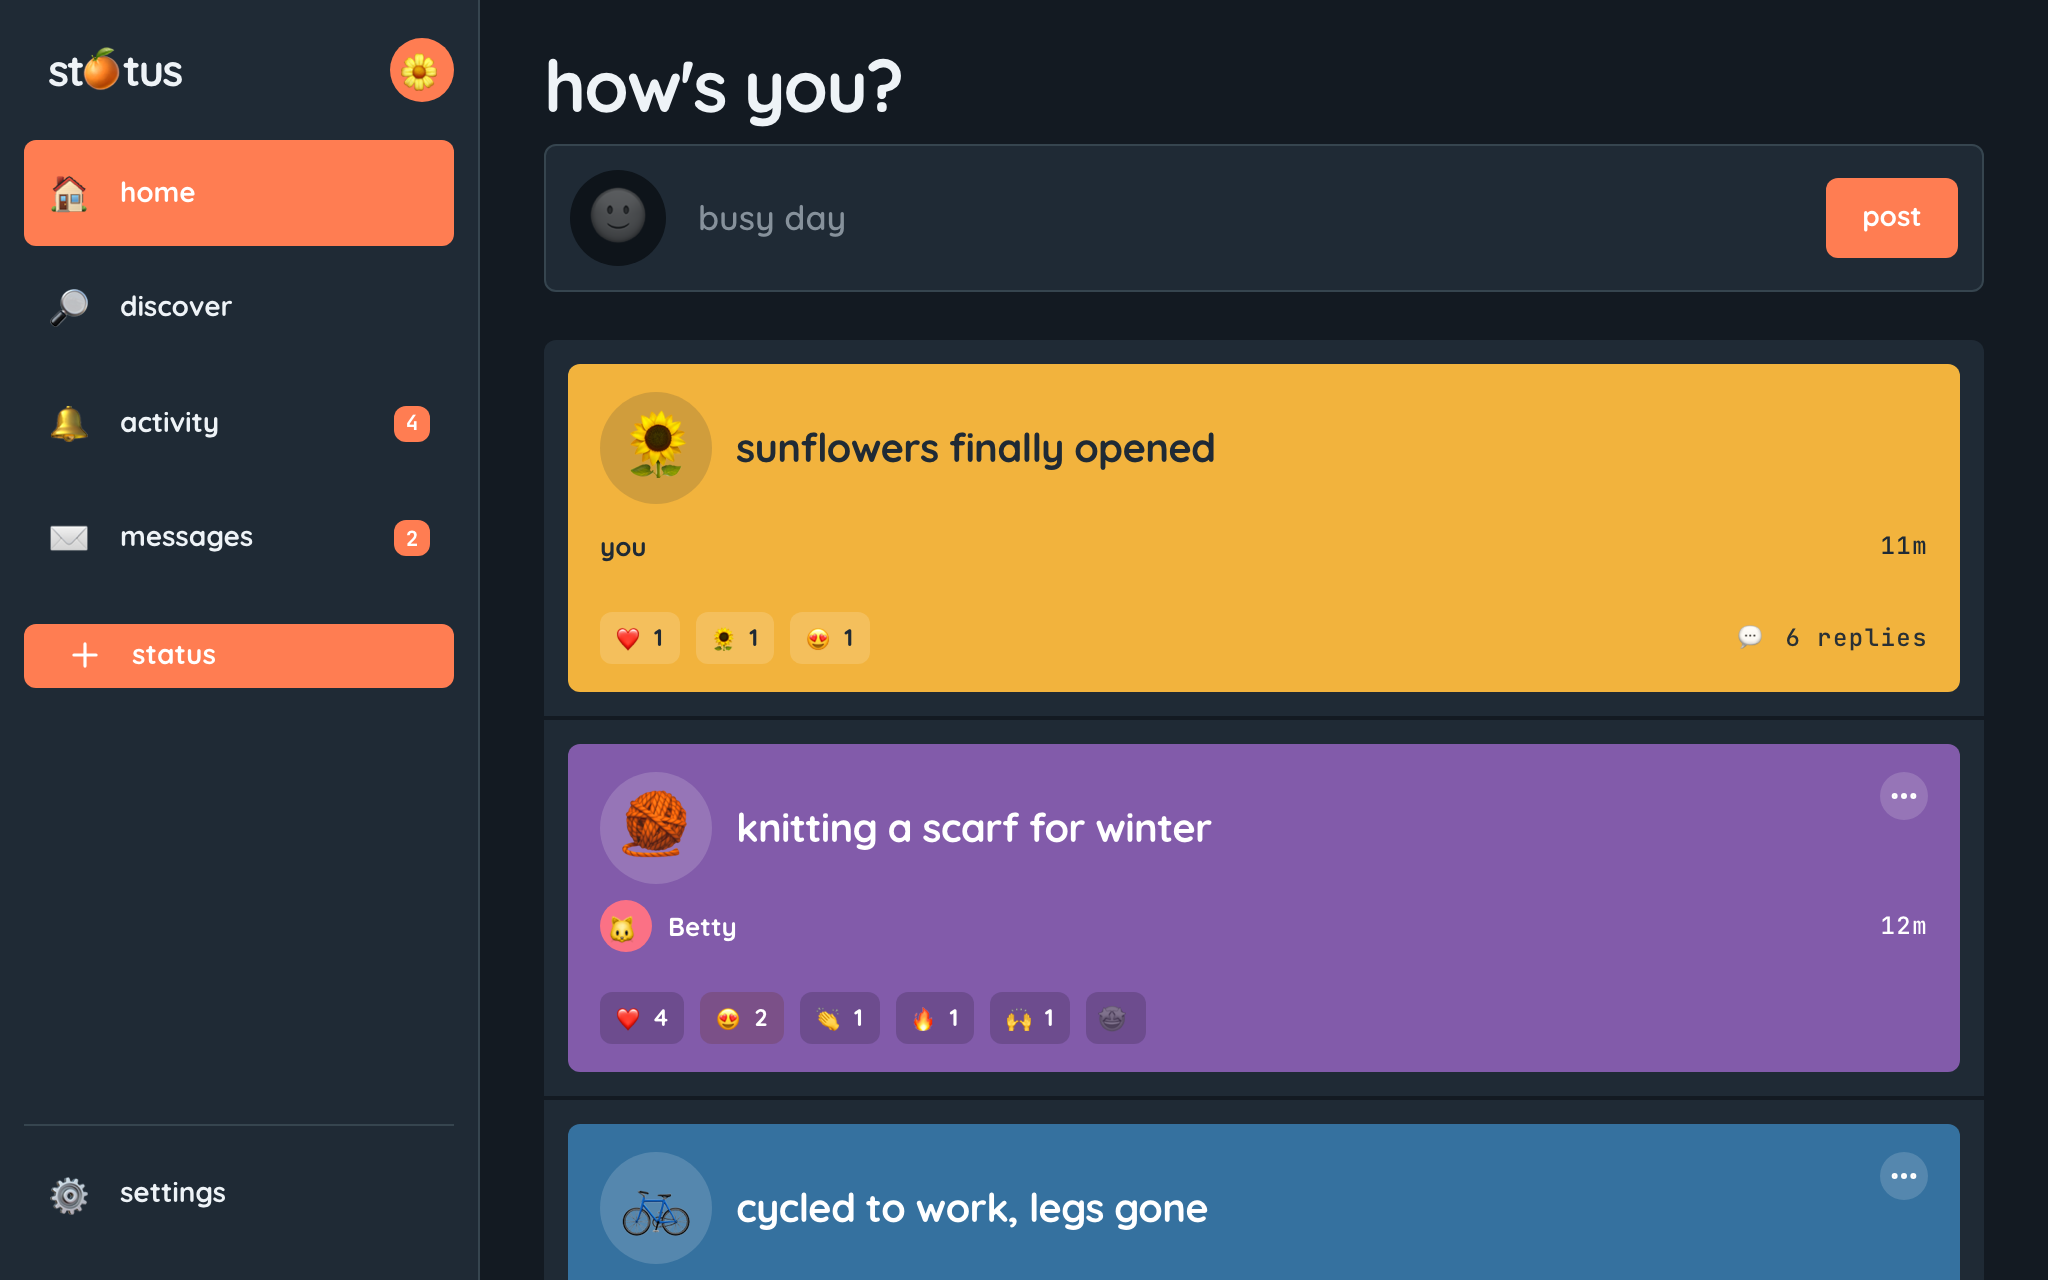 st🍊tus
home
discover
activity 4
messages 2
+ status
settings
how's you?
busy day
post
sunflowers finally opened
you 11m
1 1 1 6 replies
knitting a scarf for winter
Betty 12m
4 2 1 1 1
cycled to work, legs gone